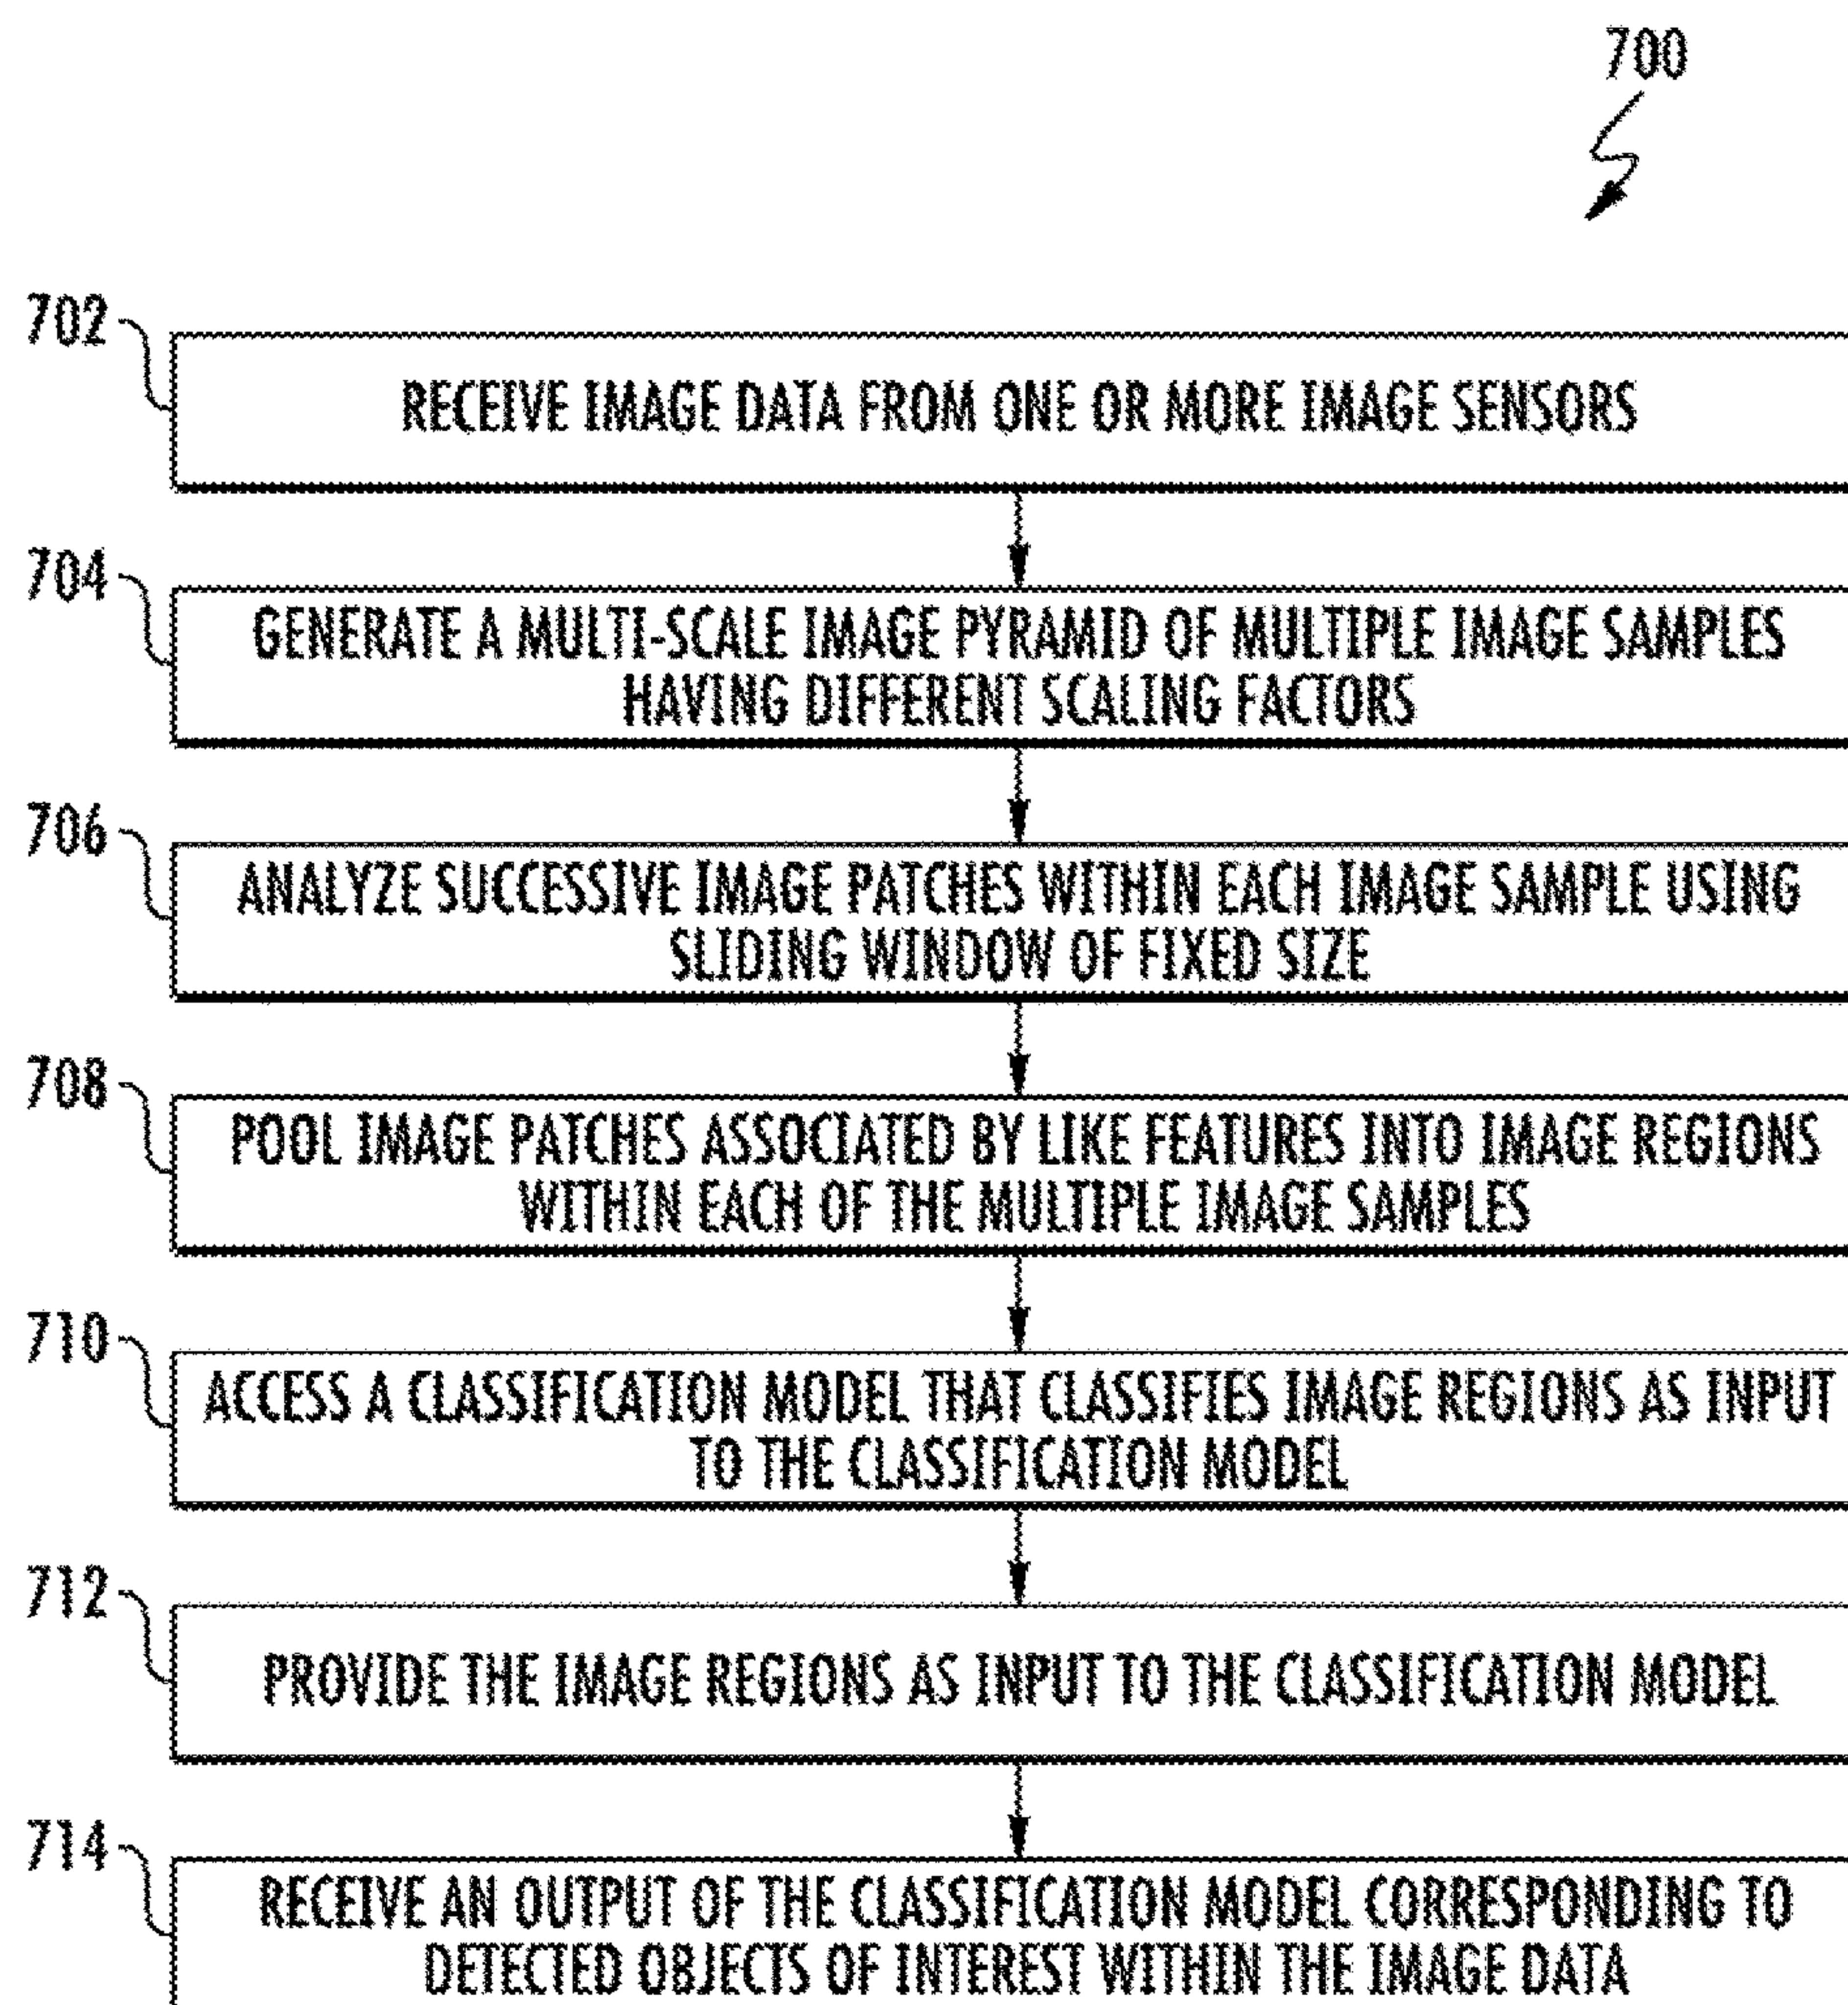 700
702
RECEIVE IMAGE DATA FROM ONE OR MORE IMAGE SENSORS
704
GENERATE A MULTI-SCALE IMAGE PYRAMID OF MULTIPLE IMAGE SAMPLES
HAVING DIFFERENT SCALING FACTORS
706
ANALYZE SUCCESSIVE IMAGE PATCHES WITHIN EACH IMAGE SAMPLE USING
SLIDING WINDOW OF FIXED SIZE
708
POOL IMAGE PATCHES ASSOCIATED BY LIKE FEATURES INTO IMAGE REGIONS
WITHIN EACH OF THE MULTIPLE IMAGE SAMPLES
710
ACCESS A CLASSIFICATION MODEL THAT CLASSIFIES IMAGE REGIONS AS INPUT
TO THE CLASSIFICATION MODEL
712
PROVIDE THE IMAGE REGIONS AS INPUT TO THE CLASSIFICATION MODEL
714
RECEIVE AN OUTPUT OF THE CLASSIFICATION MODEL CORRESPONDING TO
DETECTED OBJECTS OF INTEREST WITHIN THE IMAGE DATA